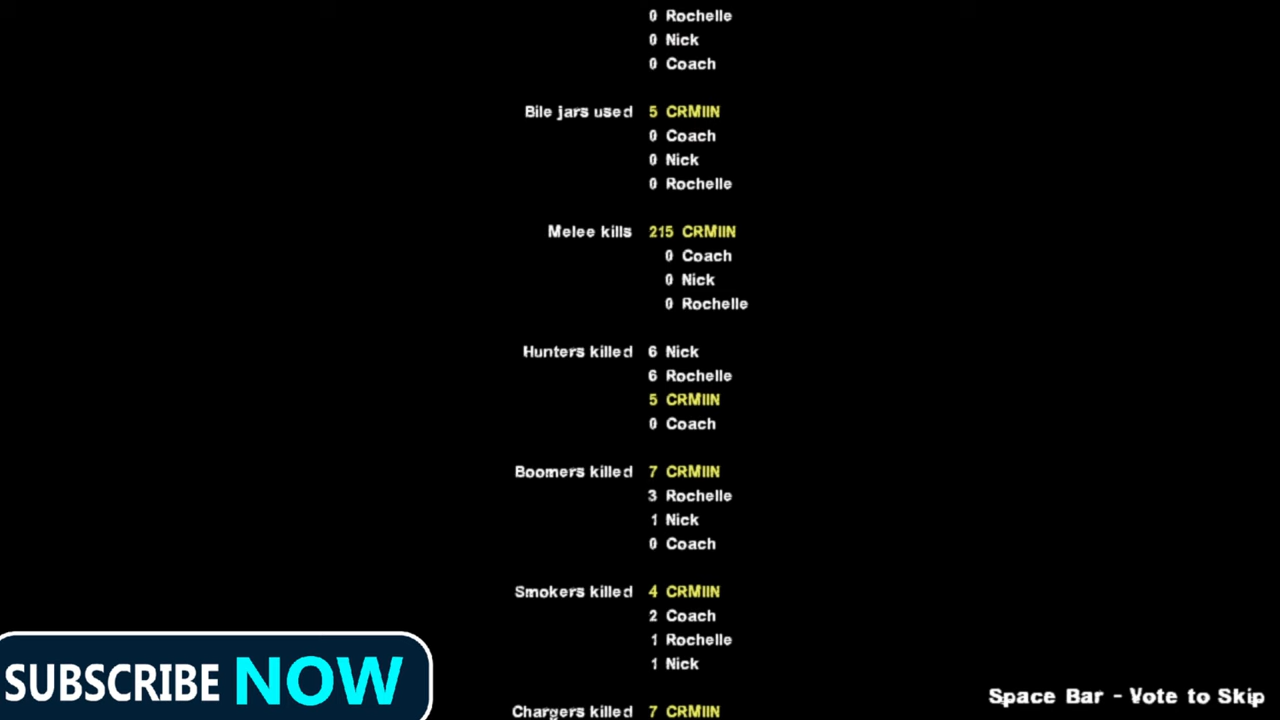 0 Rochelle
0 Nick
0 Coach
Bile jars used 5 CRMIIN
0 Coach
0 Nick
0 Rochelle
Melee kills 215 CRMIIN
0 Coach
0 Nick
0 Rochelle
Hunters killed 6 Nick
6 Rochelle
5 CRMIIN
0 Coach
Boomers killed 7 CRMIIN
3 Rochelle
1 Nick
0 Coach
Smokers killed 4 CRMIIN
2 Coach
1 Rochelle
1 Nick
Chargers killed 7 CRMIIN
SUBSCRIBE NOW
Space Bar - Vote to Skip